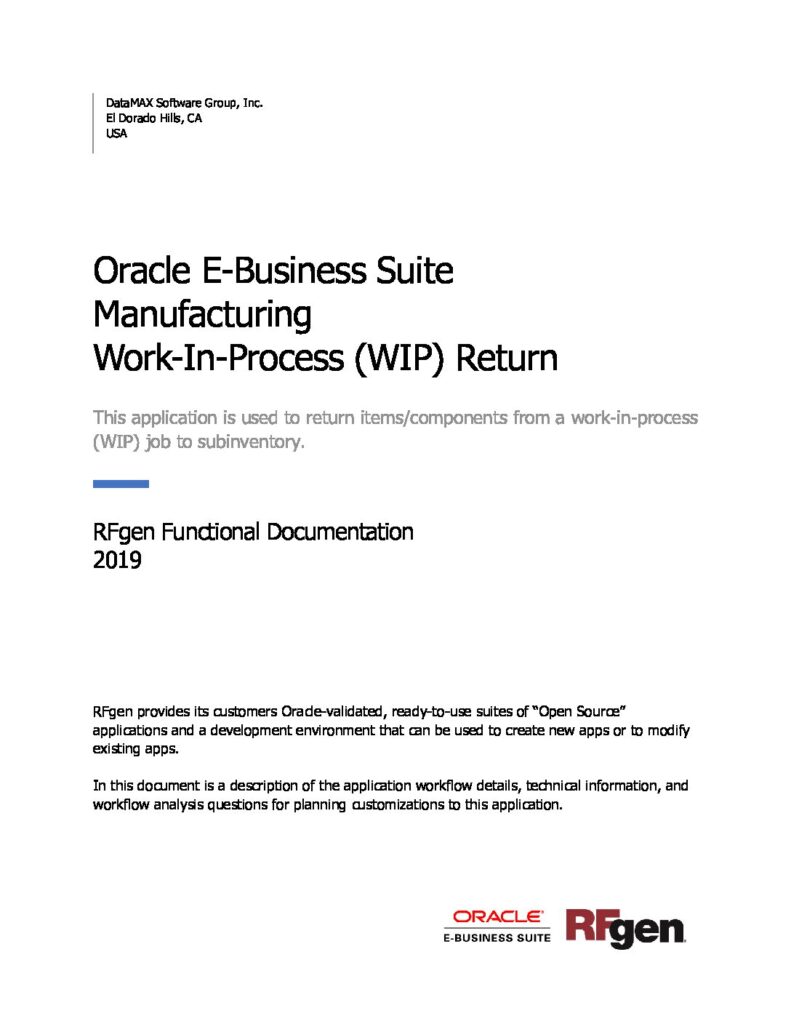 DataMAX Software Group, Inc.
El Dorado Hills, CA
USA
Oracle E-Business Suite
Manufacturing
Work-In-Process (WIP) Return
This application is used to return items/components from a work-in-process
(WIP) job to subinventory.
RFgen Functional Documentation
2019
RFgen provides its customers Oracle-validated, ready-to-use suites of “Open Source”
applications and a development environment that can be used to create new apps or to modify
existing apps.
In this document is a description of the application workflow details, technical information, and
workflow analysis questions for planning customizations to this application.
ORACLE
E-BUSINESS SUITE
RFgen